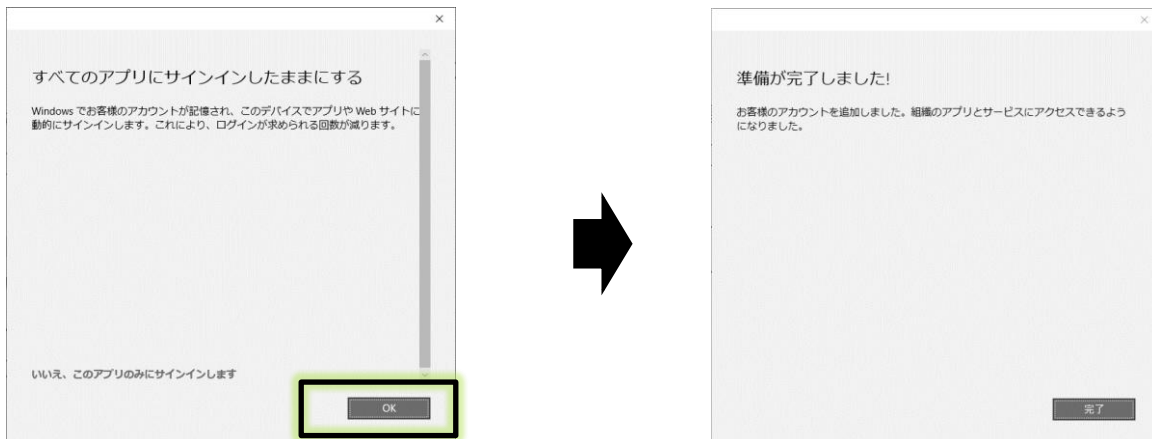 すべてのアプリにサインインしたままにする
Windows でお客様のアカウントが記憶され、このデバイスでアプリや Web サイトに
動的にサインインします。これにより、ログインが求められる回数が減ります。
いいえ、このアプリのみにサインインします
OK
準備が完了しました!
お客様のアカウントを追加しました。組織のアプリとサービスにアクセスできるよう
になりました。
完了